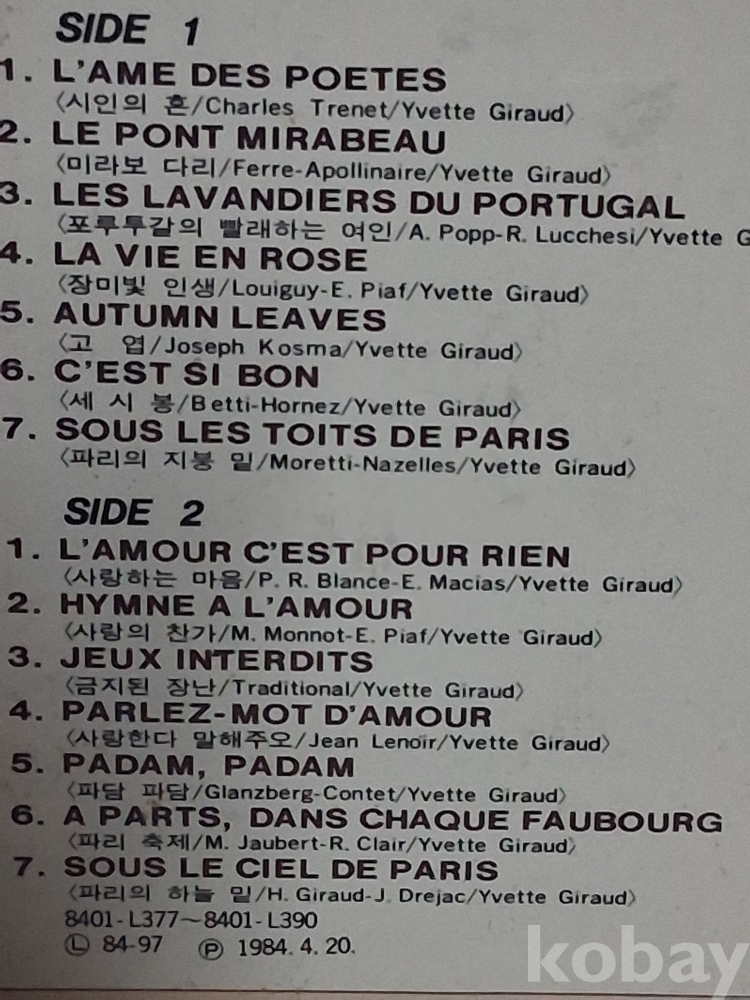 SIDE 1
1. L'AME DES POETES
〈시인의 혼/Charles Trenet/Yvette Giraud〉
2. LE PONT MIRABEAU
〈미라보 다리/Ferre-Apollinaire/Yvette Giraud〉
3. LES LAVANDIERS DU PORTUGAL
〈포루투갈의 빨래하는 여인/A. Popp-R. Lucchesi/Yvette G
4. LA VIE EN ROSE
〈장미빛 인생/Louiguy-E. Piaf/Yvette Giraud〉
5. AUTUMN LEAVES
〈고 엽/Joseph Kosma/Yvette Giraud〉
6. C'EST SI BON
〈세 시 봉/Betti-Hornez/Yvette Giraud〉
7. SOUS LES TOITS DE PARIS
〈파리의 지붕 밑/Moretti-Nazelles/Yvette Giraud〉
SIDE 2
1. L'AMOUR C'EST POUR RIEN
〈사랑하는 마음/P. R. Blance-E. Macias/Yvette Giraud〉
2. HYMNE A L'AMOUR
〈사랑의 찬가/M. Monnot-E. Piaf/Yvette Giraud〉
3. JEUX INTERDITS
〈금지된 장난/Traditional/Yvette Giraud〉
4. PARLEZ-MOT D'AMOUR
〈사랑한다 말해주오/Jean Lenoir/Yvette Giraud〉
5. PADAM, PADAM
〈파담 파담/Glanzberg-Contet/Yvette Giraud〉
6. A PARTS, DANS CHAQUE FAUBOURG
〈파리 축제/M. Jaubert-R. Clair/Yvette Giraud〉
7. SOUS LE CIEL DE PARIS
〈파리의 하늘 밑/H. Giraud-J. Drejac/Yvette Giraud〉
8401-L377~8401-L390
Ⓛ 84-97 Ⓟ 1984. 4. 20.
kobay